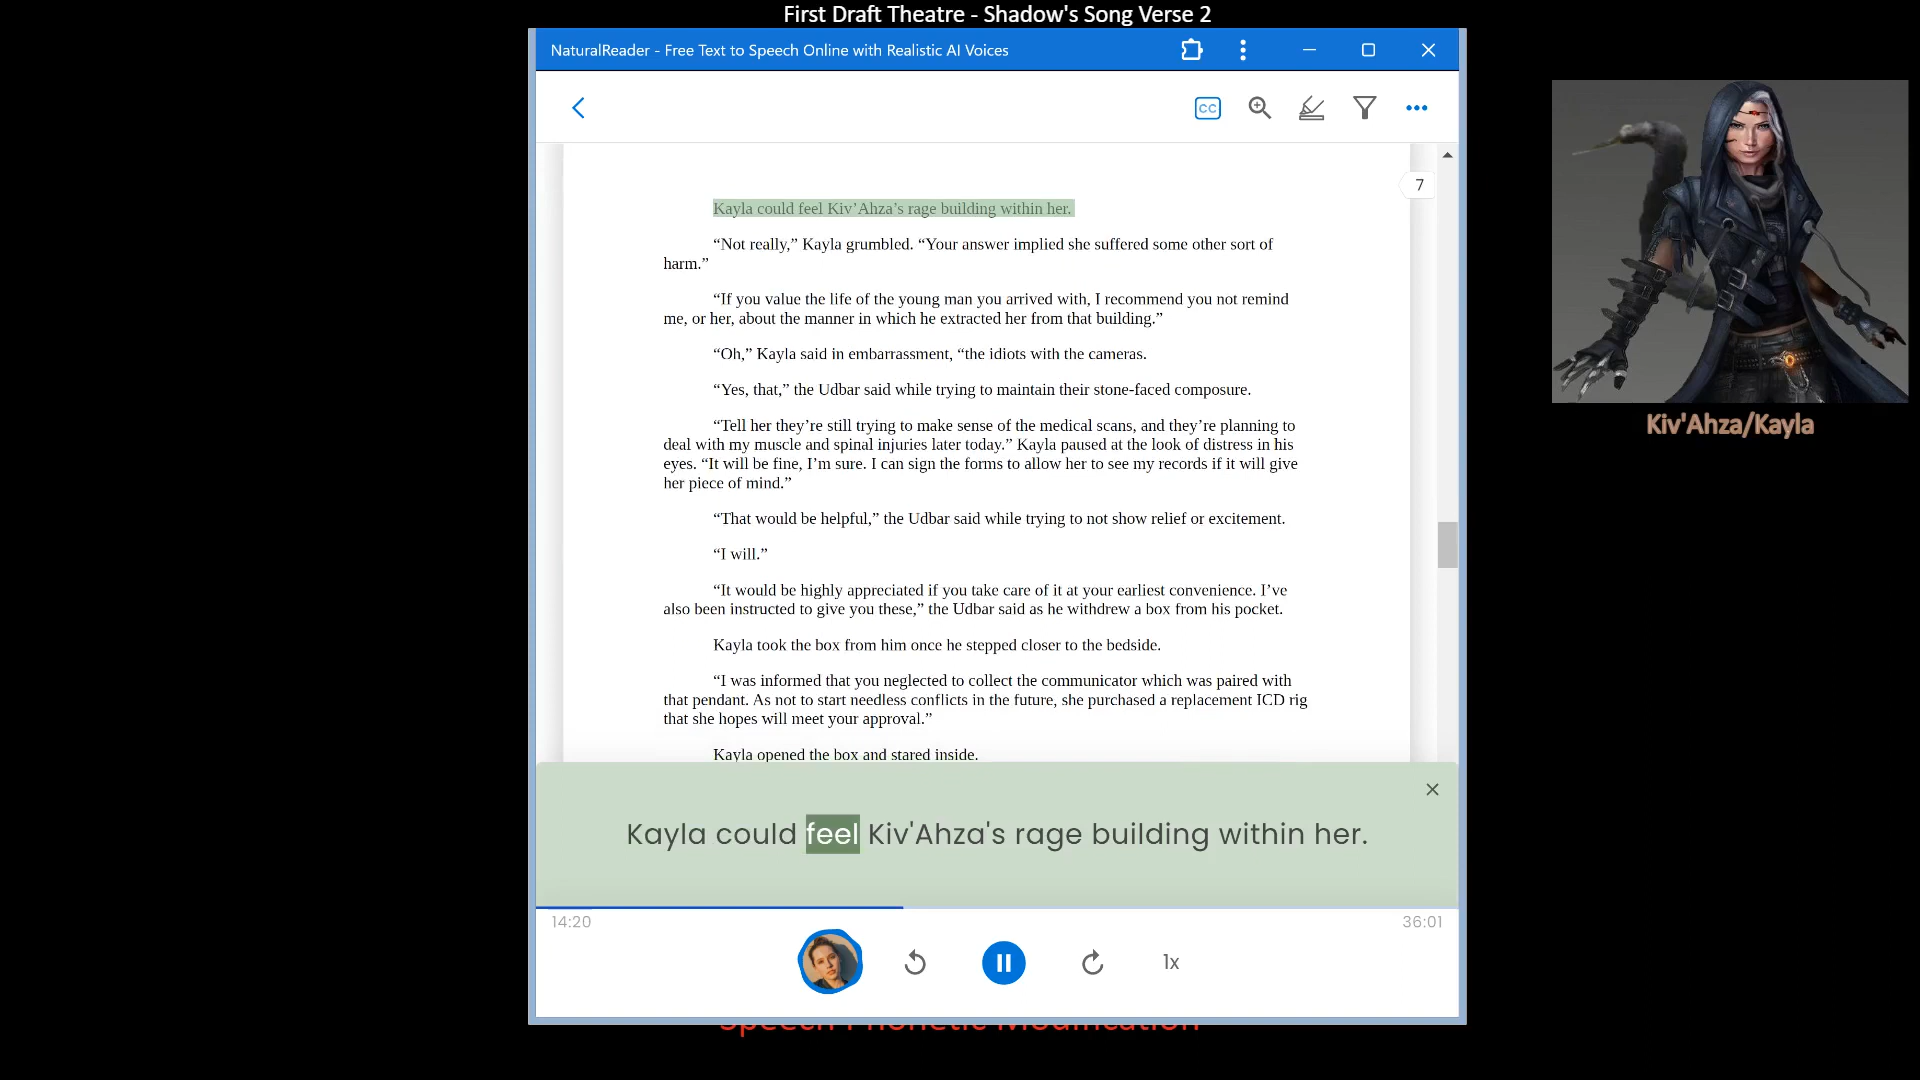 First Draft Theatre - Shadow's Song Verse 2
NaturalReader - Free Text to Speech Online with Realistic AI Voices
CC
7
Kayla could feel Kiv’Ahza’s rage building within her.
“Not really,” Kayla grumbled. “Your answer implied she suffered some other sort of
harm.”
“If you value the life of the young man you arrived with, I recommend you not remind
me, or her, about the manner in which he extracted her from that building.”
“Oh,” Kayla said in embarrassment, “the idiots with the cameras.
“Yes, that,” the Udbar said while trying to maintain their stone-faced composure.
“Tell her they’re still trying to make sense of the medical scans, and they’re planning to
deal with my muscle and spinal injuries later today.” Kayla paused at the look of distress in his
eyes. “It will be fine, I’m sure. I can sign the forms to allow her to see my records if it will give
her piece of mind.”
“That would be helpful,” the Udbar said while trying to not show relief or excitement.
“I will.”
“It would be highly appreciated if you take care of it at your earliest convenience. I’ve
also been instructed to give you these,” the Udbar said as he withdrew a box from his pocket.
Kayla took the box from him once he stepped closer to the bedside.
“I was informed that you neglected to collect the communicator which was paired with
that pendant. As not to start needless conflicts in the future, she purchased a replacement ICD rig
that she hopes will meet your approval.”
Kayla opened the box and stared inside.
Kayla could feel Kiv'Ahza's rage building within her.
14:20
36:01
1x
Speech Phonetic Modification
Kiv'Ahza/Kayla